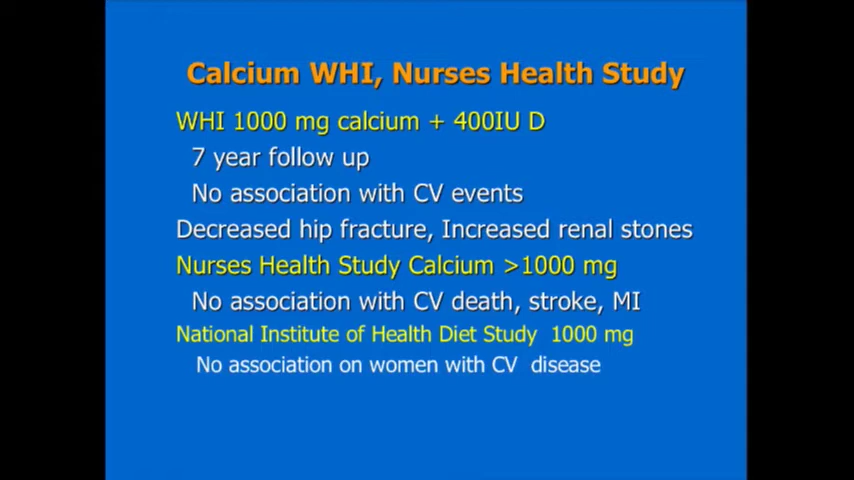 Calcium WHI, Nurses Health Study
WHI 1000 mg calcium + 400IU D
7 year follow up
No association with CV events
Decreased hip fracture, Increased renal stones
Nurses Health Study Calcium >1000 mg
No association with CV death, stroke, MI
National Institute of Health Diet Study 1000 mg
No association on women with CV disease